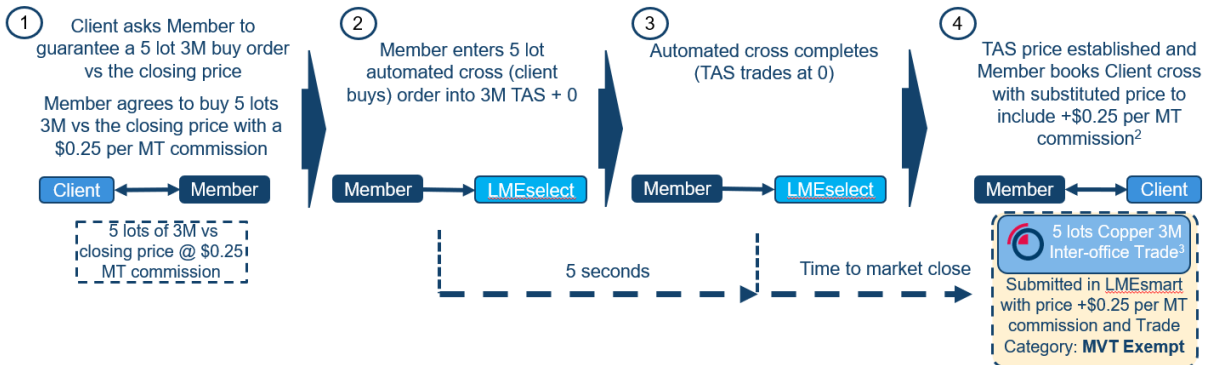 1
Client asks Member to
guarantee a 5 lot 3M buy order
vs the closing price
Member agrees to buy 5 lots
3M vs the closing price with a
$0.25 per MT commission
Client
Member
5 lots of 3M vs
closing price @ $0.25
MT commission
2
Member enters 5 lot
automated cross (client
buys) order into 3M TAS + 0
Member
LMEselect
3
Automated cross completes
(TAS trades at 0)
Member
LMEselect
5 seconds
Time to market close
4
TAS price established and
Member books Client cross
with substituted price to
include +$0.25 per MT
commission2
Member
Client
5 lots Copper 3M
Inter-office Trade3
Submitted in LMEsmart
with price +$0.25 per MT
commission and Trade
Category: MVT Exempt